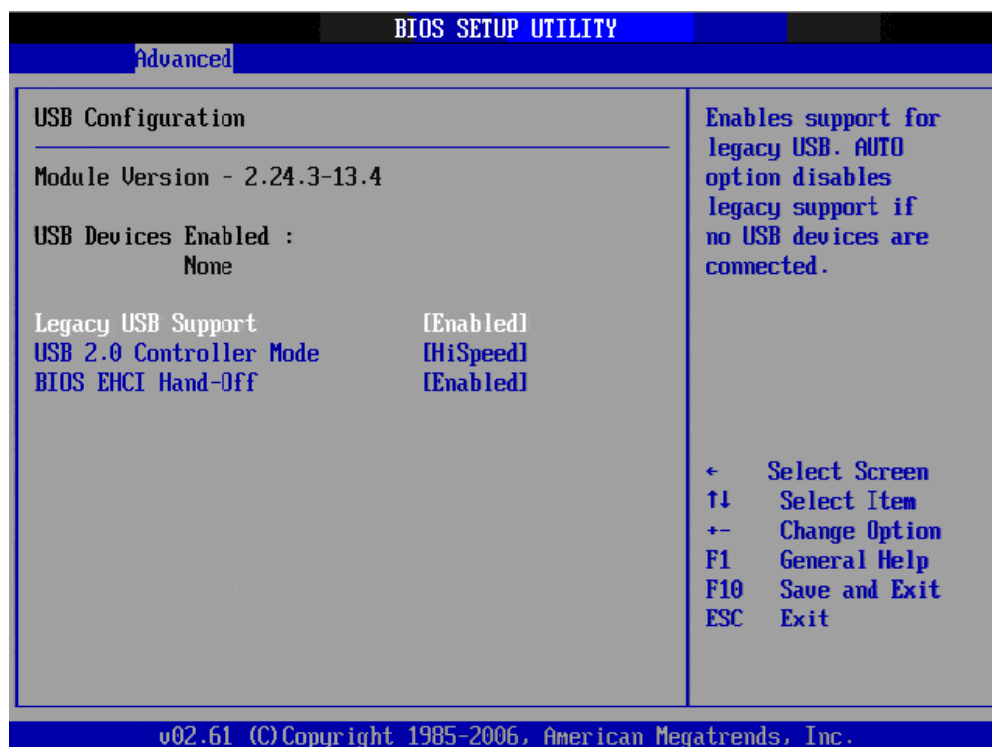 BIOS SETUP UTILITY
Advanced
USB Configuration
Module Version - 2.24.3-13.4
USB Devices Enabled :
None
Legacy USB Support [Enabled]
USB 2.0 Controller Mode [HiSpeed]
BIOS EHCI Hand-Off [Enabled]
Enables support for
legacy USB. AUTO
option disables
legacy support if
no USB devices are
connected.
← Select Screen
↑↓ Select Item
+- Change Option
F1 General Help
F10 Save and Exit
ESC Exit
v02.61 (C)Copyright 1985-2006, American Megatrends, Inc.